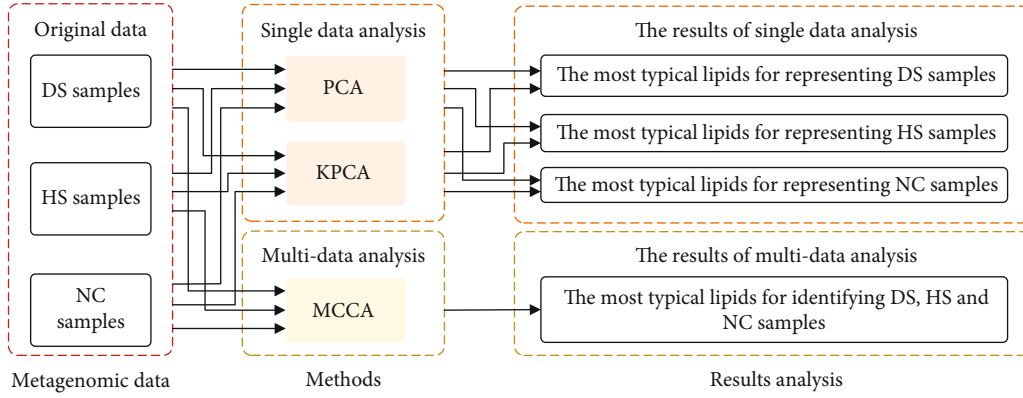 Original data
DS samples
HS samples
NC
samples
Metagenomic data
Single data analysis
PCA
KPCA
Multi-data analysis
MCCA
Methods
The results of single data analysis
The most typical lipids for representing DS samples
The most typical lipids for representing HS samples
The most typical lipids for representing NC samples
The results of multi-data analysis
The most typical lipids for identifying DS, HS and
NC samples
Results analysis